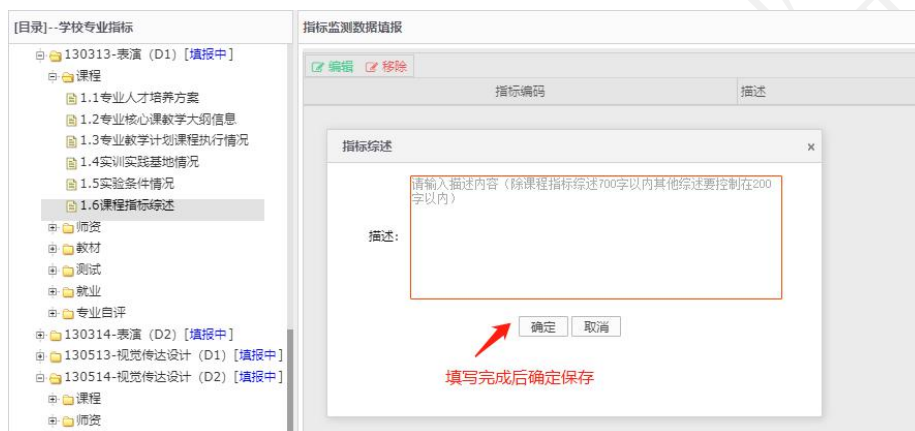 [目录]--学校专业指标
130313-表演（D1）[填报中]
课程
1.1专业人才培养方案
1.2专业核心课教学大纲信息
1.3专业教学计划课程执行情况
1.4实训实践基地情况
1.5实验条件情况
1.6课程指标综述
师资
教材
测试
就业
专业自评
130314-表演（D2）[填报中]
130513-视觉传达设计（D1）[填报中]
130514-视觉传达设计（D2）[填报中]
课程
师资
指标监测数据填报
编辑 移除
指标编码 描述
指标综述 ×
请输入描述内容（除课程指标综述700字以内其他综述要控制在200
字以内）
描述：
确定 取消
填写完成后确定保存